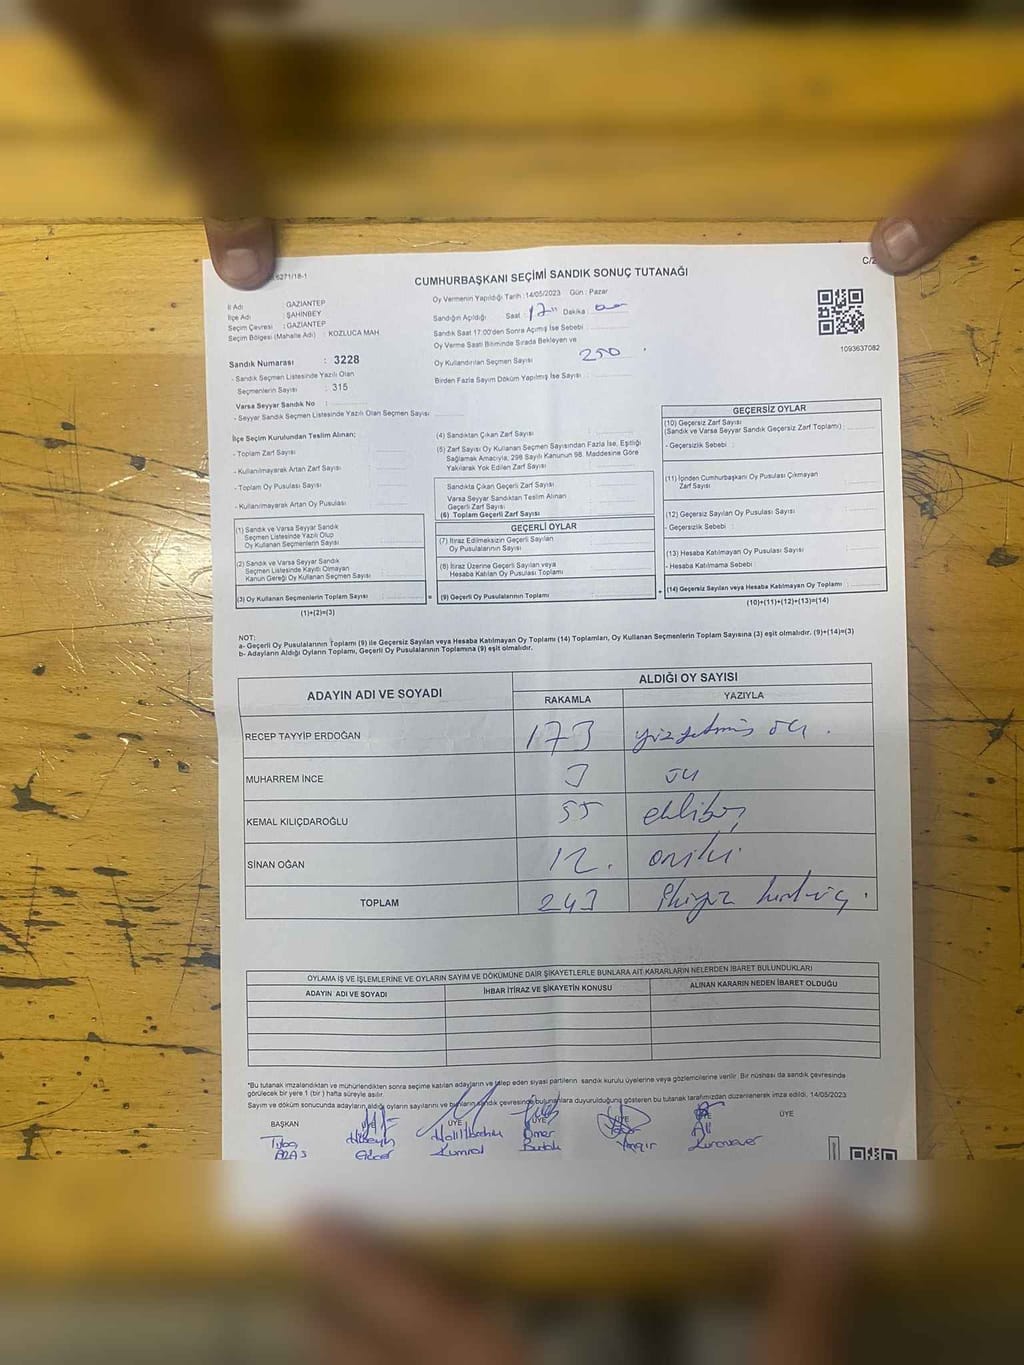 6271/18-1
C/2
CUMHURBAŞKANI SEÇİMİ SANDIK SONUÇ TUTANAĞI
İl Adı : GAZİANTEP
İlçe Adı : ŞAHİNBEY
Seçim Çevresi : GAZİANTEP
Seçim Bölgesi (Mahalle Adı) : KOZLUCA MAH.
Oy Vermenin Yapıldığı Tarih : 14/05/2023 Gün : Pazar
Sandığın Açıldığı Saat : 17 Dakika :
Sandık Saat 17:00'den Sonra Açımış İse Sebebi :
Oy Verme Saati Bitiminde Sırada Bekleyen ve
Oy Kullandırılan Seçmen Sayısı : 250
Birden Fazla Sayım Döküm Yapılmış İse Sayısı :
1093637082
Sandık Numarası : 3228
- Sandık Seçmen Listesinde Yazılı Olan
Seçmenlerin Sayısı : 315
Varsa Seyyar Sandık No :
- Seyyar Sandık Seçmen Listesinde Yazılı Olan Seçmen Sayısı :
İlçe Seçim Kurulundan Teslim Alınan;
- Toplam Zarf Sayısı
- Kullanılmayarak Artan Zarf Sayısı
- Toplam Oy Pusulası Sayısı
- Kullanılmayarak Artan Oy Pusulası
(1) Sandık ve Varsa Seyyar Sandık
Seçmen Listesinde Yazılı Olup
Oy Kullanan Seçmenlerin Sayısı
(2) Sandık ve Varsa Seyyar Sandık
Seçmen Listesinde Kayıtlı Olmayan
Kanun Gereği Oy Kullanan Seçmen Sayısı
(3) Oy Kullanan Seçmenlerin Toplam Sayısı
(1)+(2)=(3)
(4) Sandıktan Çıkan Zarf Sayısı
(5) Zarf Sayısı Oy Kullanan Seçmen Sayısından Fazla İse, Eşitliği
Sağlamak Amacıyla, 298 Sayılı Kanunun 98. Maddesine Göre
Yakılarak Yok Edilen Zarf Sayısı
Sandıkta Çıkan Geçerli Zarf Sayısı
Varsa Seyyar Sandıktan Teslim Alınan
Geçerli Zarf Sayısı
(6) Toplam Geçerli Zarf Sayısı
GEÇERLİ OYLAR
(7) İtiraz Edilmeksizin Geçerli Sayılan
Oy Pusulalarının Sayısı
(8) İtiraz Üzerine Geçerli Sayılan veya
Hesaba Katılan Oy Pusulası Toplamı
(9) Geçerli Oy Pusulalarının Toplamı
GEÇERSİZ OYLAR
(10) Geçersiz Zarf Sayısı
(Sandık ve Varsa Seyyar Sandık Geçersiz Zarf Toplamı)
- Geçersizlik Sebebi :
(11) İçinden Cumhurbaşkanı Oy Pusulası Çıkmayan
Zarf Sayısı
(12) Geçersiz Sayılan Oy Pusulası Sayısı
- Geçersizlik Sebebi :
(13) Hesaba Katılmayan Oy Pusulası Sayısı
- Hesaba Katılmama Sebebi
(14) Geçersiz Sayılan veya Hesaba Katılmayan Oy Toplamı
(10)+(11)+(12)+(13)=(14)
NOT:
a- Geçerli Oy Pusulalarının Toplamı (9) ile Geçersiz Sayılan veya Hesaba Katılmayan Oy Toplamı (14) Toplamları, Oy Kullanan Seçmenlerin Toplam Sayısına (3) eşit olmalıdır. (9)+(14)=(3)
b- Adayların Aldığı Oyların Toplamı, Geçerli Oy Pusulalarının Toplamına (9) eşit olmalıdır.
ADAYIN ADI VE SOYADI ALDIĞI OY SAYISI
RAKAMLA YAZIYLA
RECEP TAYYİP ERDOĞAN 173 yüzyetmiş üç.
MUHARREM İNCE 3 üç
KEMAL KILIÇDAROĞLU 55 ellibeş
SİNAN OĞAN 12. oniki.
TOPLAM 243 ikiyüz kırküç.
OYLAMA İŞ VE İŞLEMLERİNE VE OYLARIN SAYIM VE DÖKÜMÜNE DAİR ŞİKAYETLERLE BUNLARA AİT KARARLARIN NELERDEN İBARET BULUNDUKLARI
ADAYIN ADI VE SOYADI İHBAR İTİRAZ VE ŞİKAYETİN KONUSU ALINAN KARARIN NEDEN İBARET OLDUĞU
*Bu tutanak imzalandıktan ve mühürlendikten sonra seçime katılan adayların ve talep eden siyasi partilerin sandık kurulu üyelerine veya gözlemcilerine verilir. Bir nüshası da sandık çevresinde
görülecek bir yere 1 (bir) hafta süreyle asılır.
Sayım ve döküm sonucunda adayların aldığı oyların sayılarını ve bunların sandık çevresinde bulunanlara duyurulduğunu gösteren bu tutanak tarafımızdan düzenlenerek imza edildi. 14/05/2023
BAŞKAN ÜYE ÜYE ÜYE ÜYE ÜYE ÜYE
Hüseyin Halil İbrahim Ömer Ali
ARAS Kumral